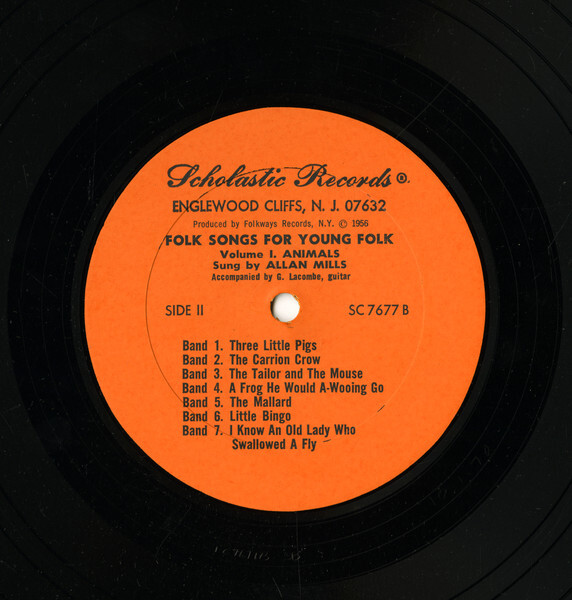 Scholastic Records ®.
ENGLEWOOD CLIFFS, N. J. 07632
Produced by Folkways Records, N.Y. © 1956
FOLK SONGS FOR YOUNG FOLK
Volume I. ANIMALS
Sung by ALLAN MILLS
Accompanied by G. Lacombe, guitar
SIDE II SC 7677 B
Band 1. Three Little Pigs
Band 2. The Carrion Crow
Band 3. The Tailor and The Mouse
Band 4. A Frog He Would A-Wooing Go
Band 5. The Mallard
Band 6. Little Bingo
Band 7. I Know An Old Lady Who
Swallowed A Fly